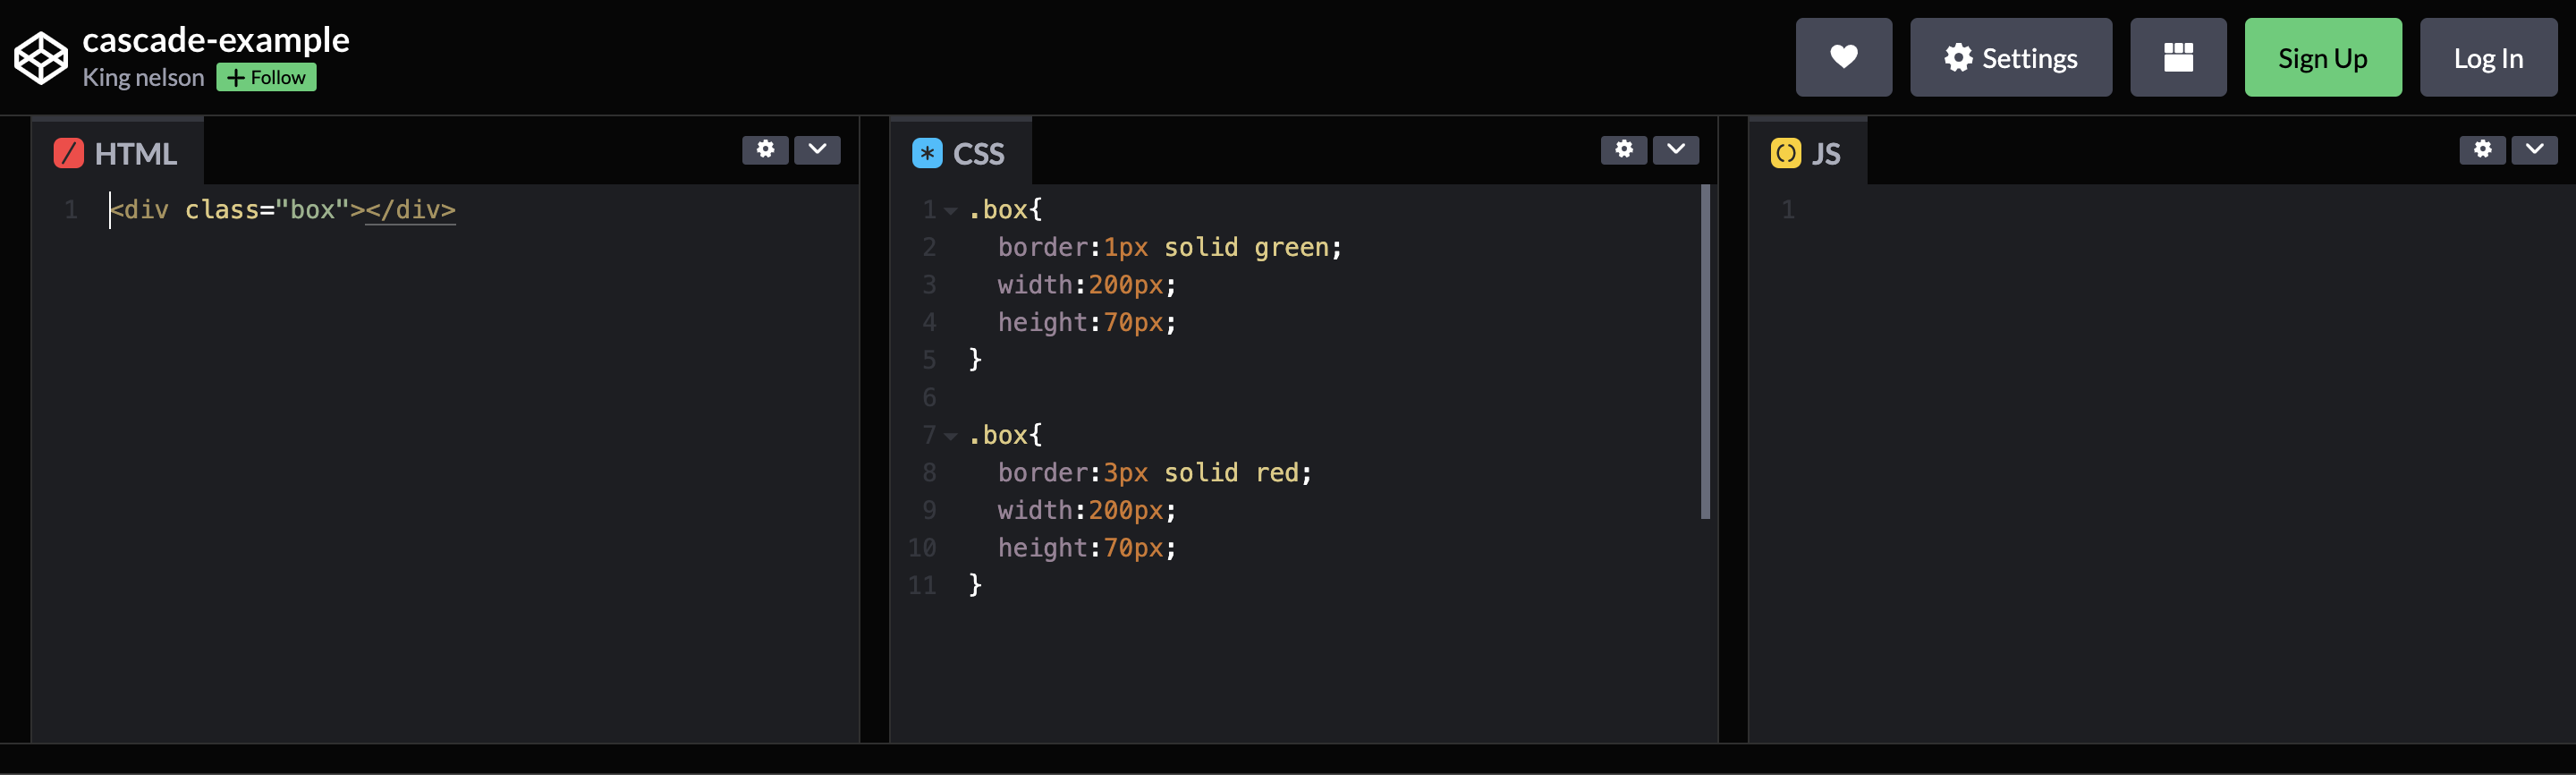 cascade-example
King nelson + Follow
Settings
Sign Up
Log In
HTML
1 <div class="box"></div>
CSS
1 .box{
2 border:1px solid green;
3 width:200px;
4 height:70px;
5 }
6
7 .box{
8 border:3px solid red;
9 width:200px;
10 height:70px;
11 }
JS
1